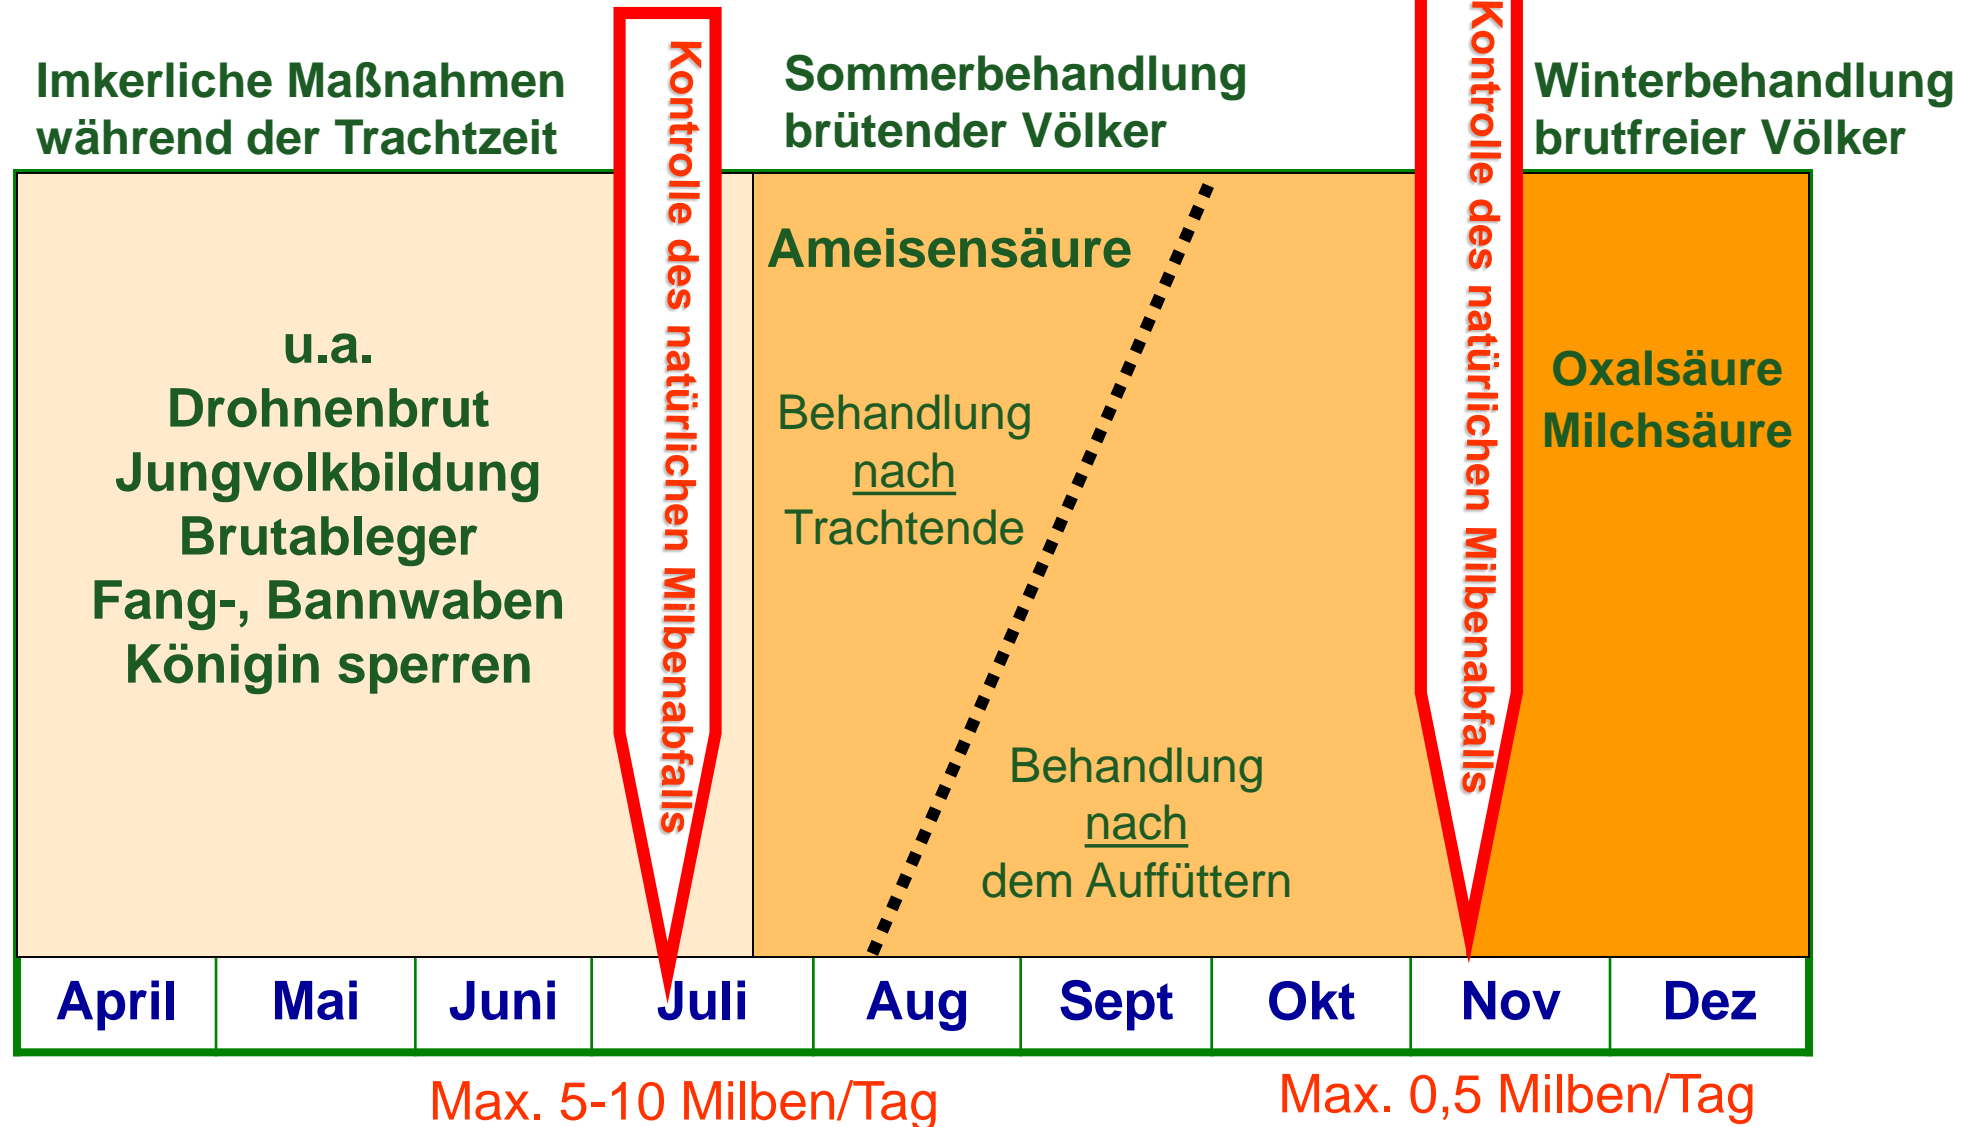 Imkerliche Maßnahmen
während der Trachtzeit
Kontrolle des natürlichen Milbenabfalls
Sommerbehandlung
brütender Völker
Kontrolle des natürlichen Milbenabfalls
Winterbehandlung
brutfreier Völker
u.a.
Drohnenbrut
Jungvolkbildung
Brutableger
Fang-, Bannwaben
Königin sperren
Ameisensäure
Behandlung
nach
Trachtende
Behandlung
nach
dem Auffüttern
Oxalsäure
Milchsäure
April Mai Juni Juli Aug Sept Okt Nov Dez
Max. 5-10 Milben/Tag
Max. 0,5 Milben/Tag